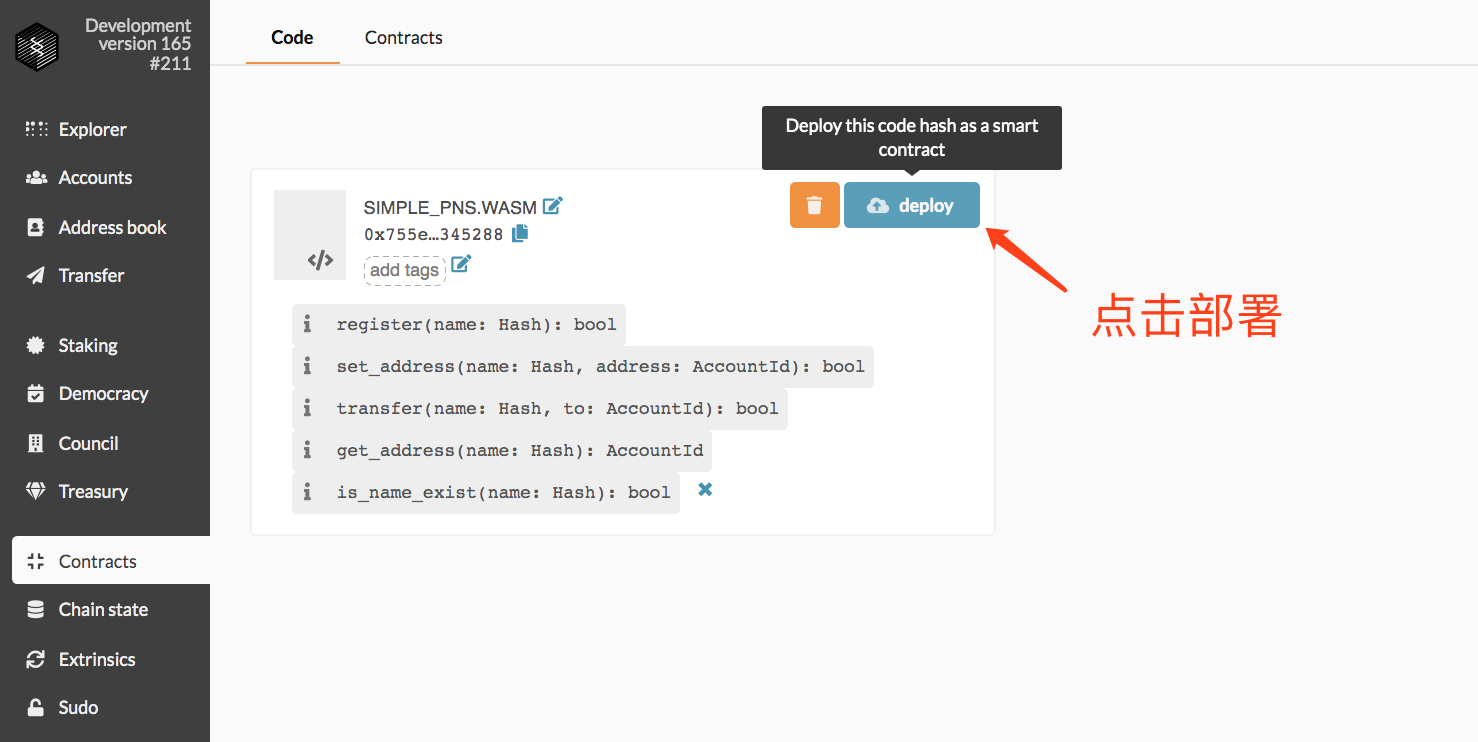 Development
version 165
#211
Explorer
Accounts
Address book
Transfer
Staking
Democracy
Council
Treasury
Contracts
Chain state
Extrinsics
Sudo
Code
Contracts
Deploy this code hash as a smart
contract
SIMPLE_PNS.WASM
0x755e…345288
add tags
deploy
点击部署
register(name: Hash): bool
set_address(name: Hash, address: AccountId): bool
transfer(name: Hash, to: AccountId): bool
get_address(name: Hash): AccountId
is_name_exist(name: Hash): bool